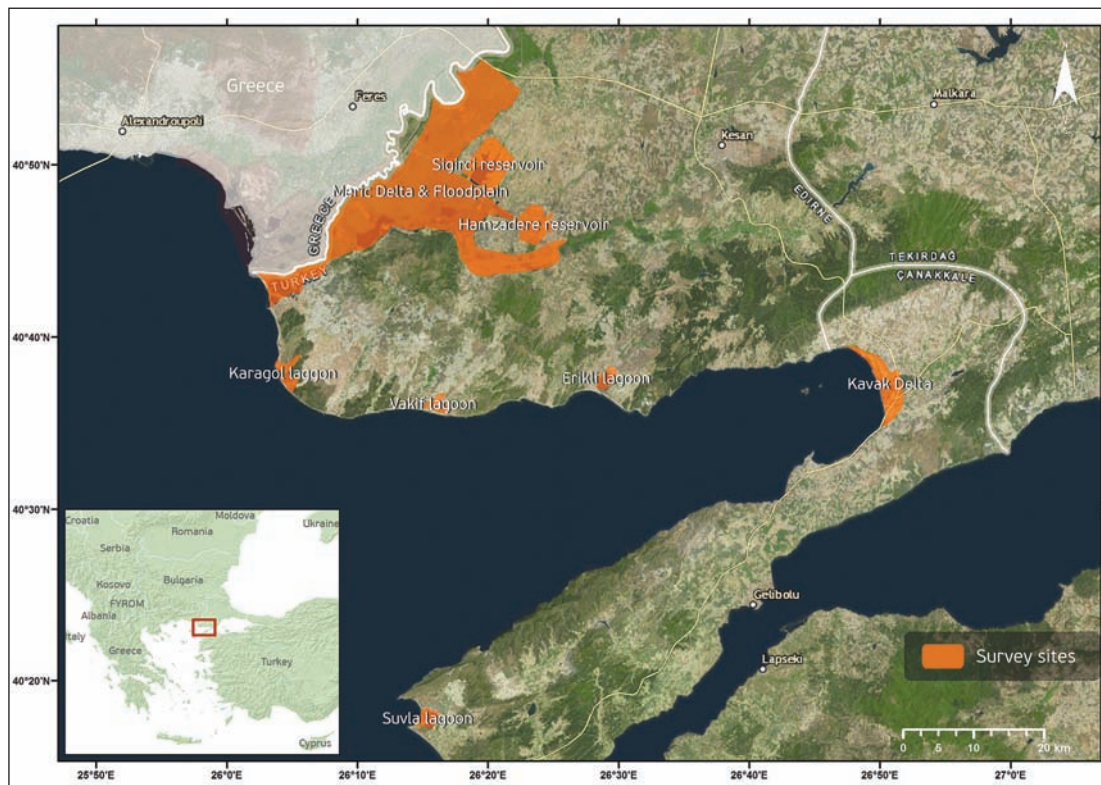 Greece
Feres
Alexandroupoli
Malkara
Kesan
40°50'N
Sigirci reservoir
Meric Delta & Floodplain
EDIRNE
GREECE
Hamzadere reservoir
TEKİRDAĞ
TURKEY
ÇANAKKALE
40°40'N
Karagol lagoon
Erikli lagoon
Kavak Delta
Vakif lagoon
40°30'N
Croatia
Moldova
Ukraine
Romania
Serbia
Kosovo
Bulgaria
FYROM
Albania
Italy
Greece
Turkey
Cyprus
Gelibolu
Lapseki
Survey sites
40°20'N
Suvla lagoon
0 5 10 20 km
25°50'E 26°0'E 26°10'E 26°20'E 26°30'E 26°40'E 26°50'E 27°0'E